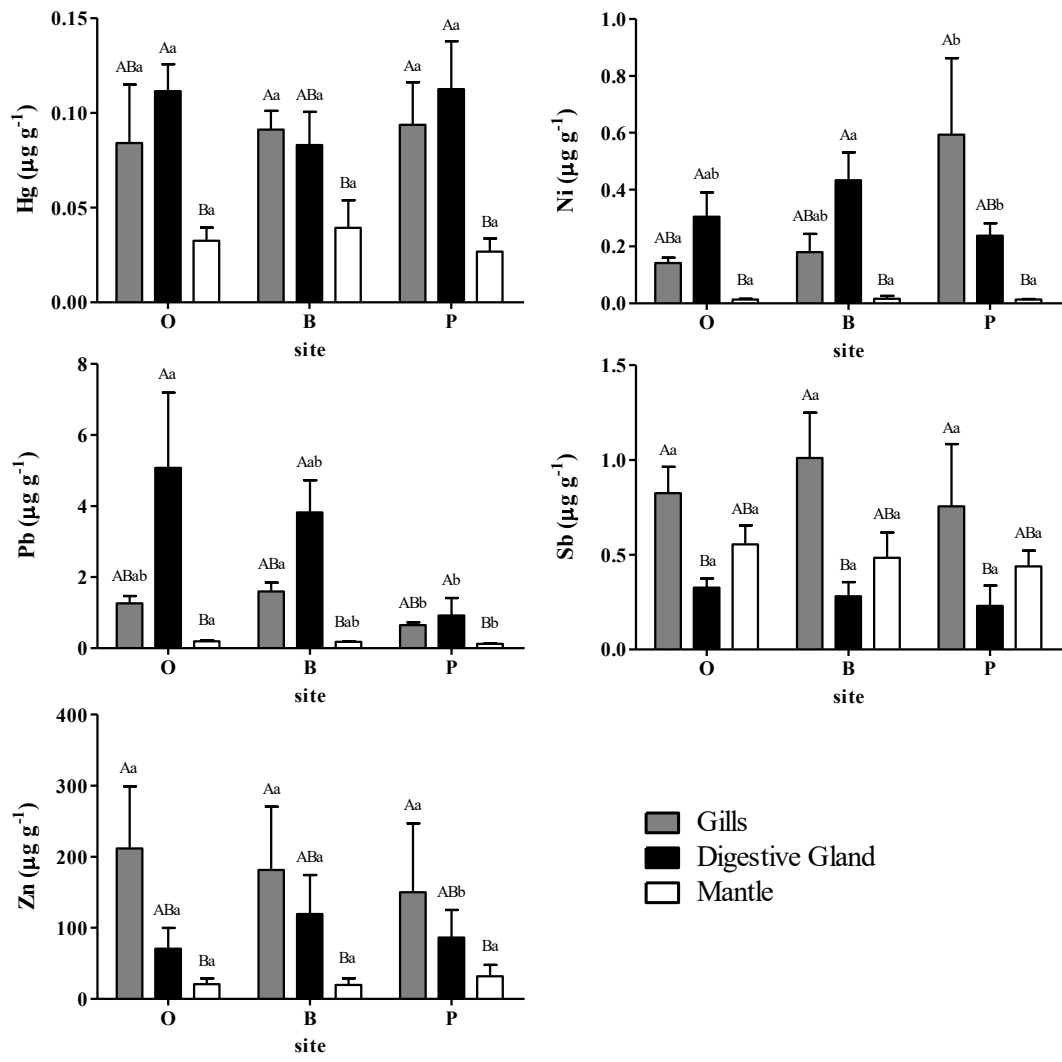 Hg (µg g⁻¹)
0.15
0.10
0.05
0.00
ABa Aa Ba Aa ABa Ba Aa Aa Ba
O B P
site
Ni (µg g⁻¹)
1.0
0.8
0.6
0.4
0.2
0.0
ABa Aab Ba ABab Aa Ba Ab ABb Ba
O B P
site
Pb (µg g⁻¹)
8
6
4
2
0
ABab Aa Ba ABa Aab Bab ABb Ab Bb
O B P
site
Sb (µg g⁻¹)
1.5
1.0
0.5
0.0
Aa Ba ABa Aa Ba ABa Aa Ba ABa
O B P
site
Zn (µg g⁻¹)
400
300
200
100
0
Aa ABa Ba Aa ABa Ba Aa ABb Ba
O B P
site
Gills
Digestive Gland
Mantle